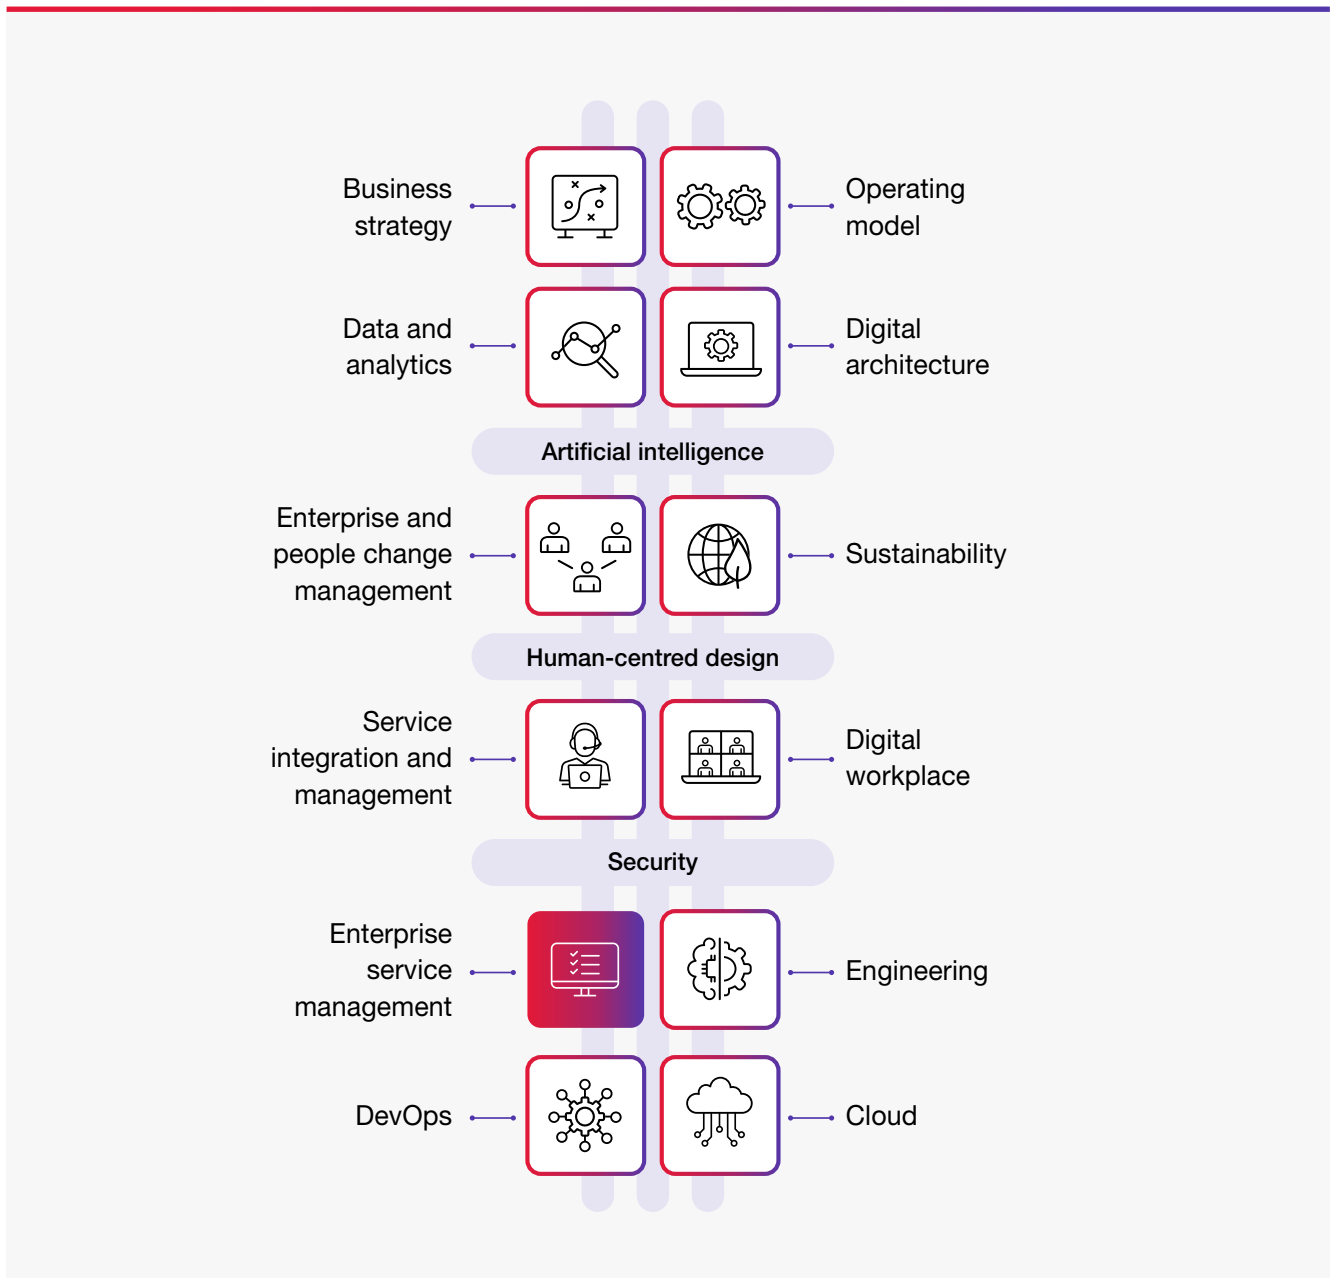 Business
strategy
Operating
model
Data and
analytics
Digital
architecture
Artificial intelligence
Enterprise and
people change
management
Sustainability
Human-centred design
Service
integration and
management
Digital
workplace
Security
Enterprise
service
management
Engineering
DevOps
Cloud